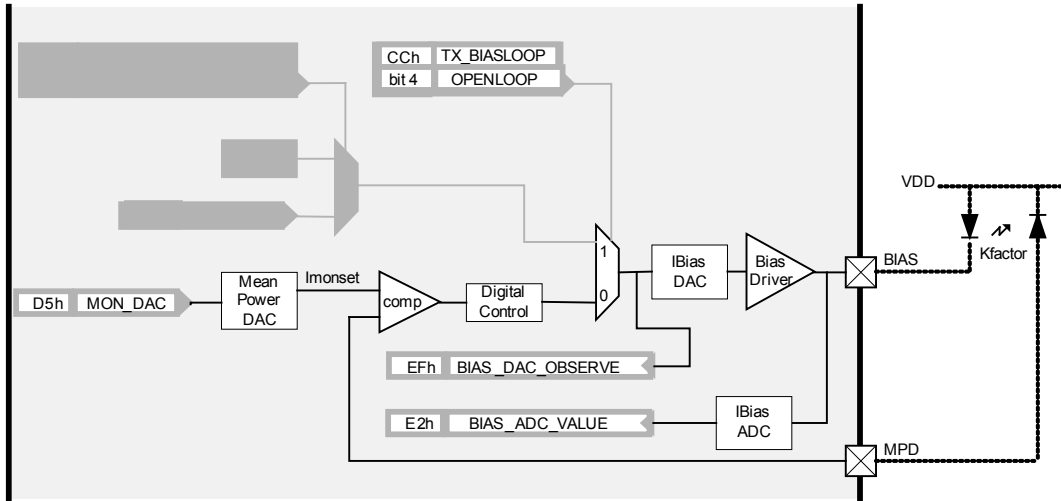 CCh TX_BIASLOOP
bit 4 OPENLOOP
VDD
Kfactor
1
0
IBias
DAC
Bias
Driver
BIAS
D5h MON_DAC
Mean
Power
DAC
Imonset
comp
Digital
Control
EFh BIAS_DAC_OBSERVE
E2h BIAS_ADC_VALUE
IBias
ADC
MPD